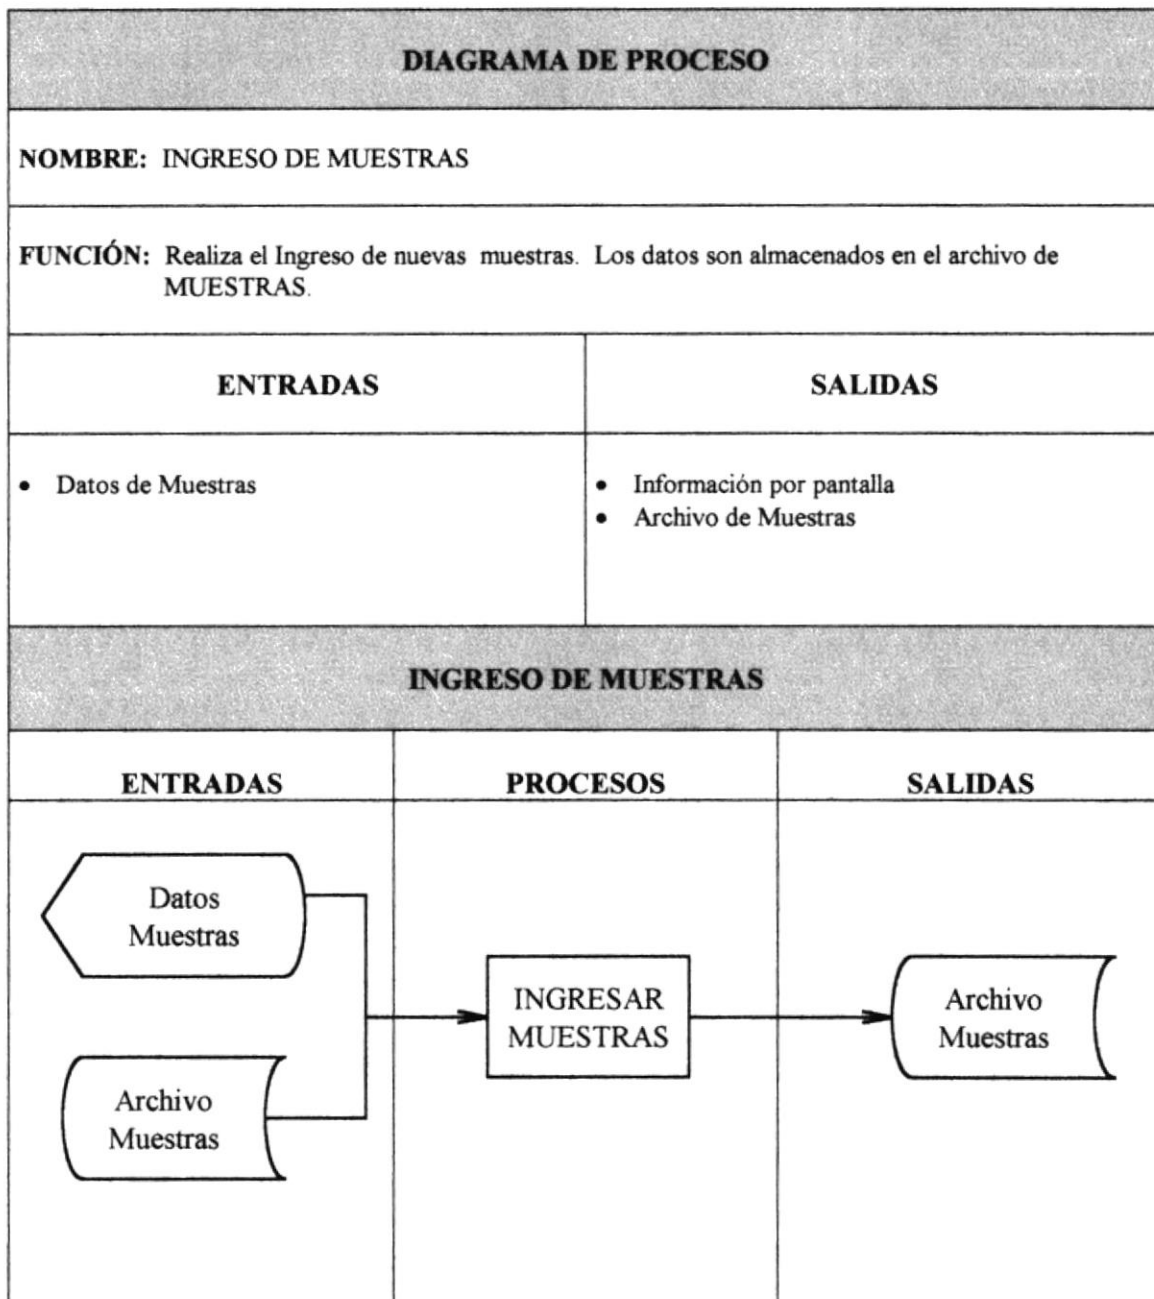 DIAGRAMA DE PROCESO
NOMBRE: INGRESO DE MUESTRAS
FUNCIÓN: Realiza el Ingreso de nuevas muestras. Los datos son almacenados en el archivo de
MUESTRAS.
ENTRADAS
SALIDAS
• Datos de Muestras
• Información por pantalla
• Archivo de Muestras
INGRESO DE MUESTRAS
ENTRADAS
PROCESOS
SALIDAS
Datos
Muestras
Archivo
Muestras
INGRESAR
MUESTRAS
Archivo
Muestras